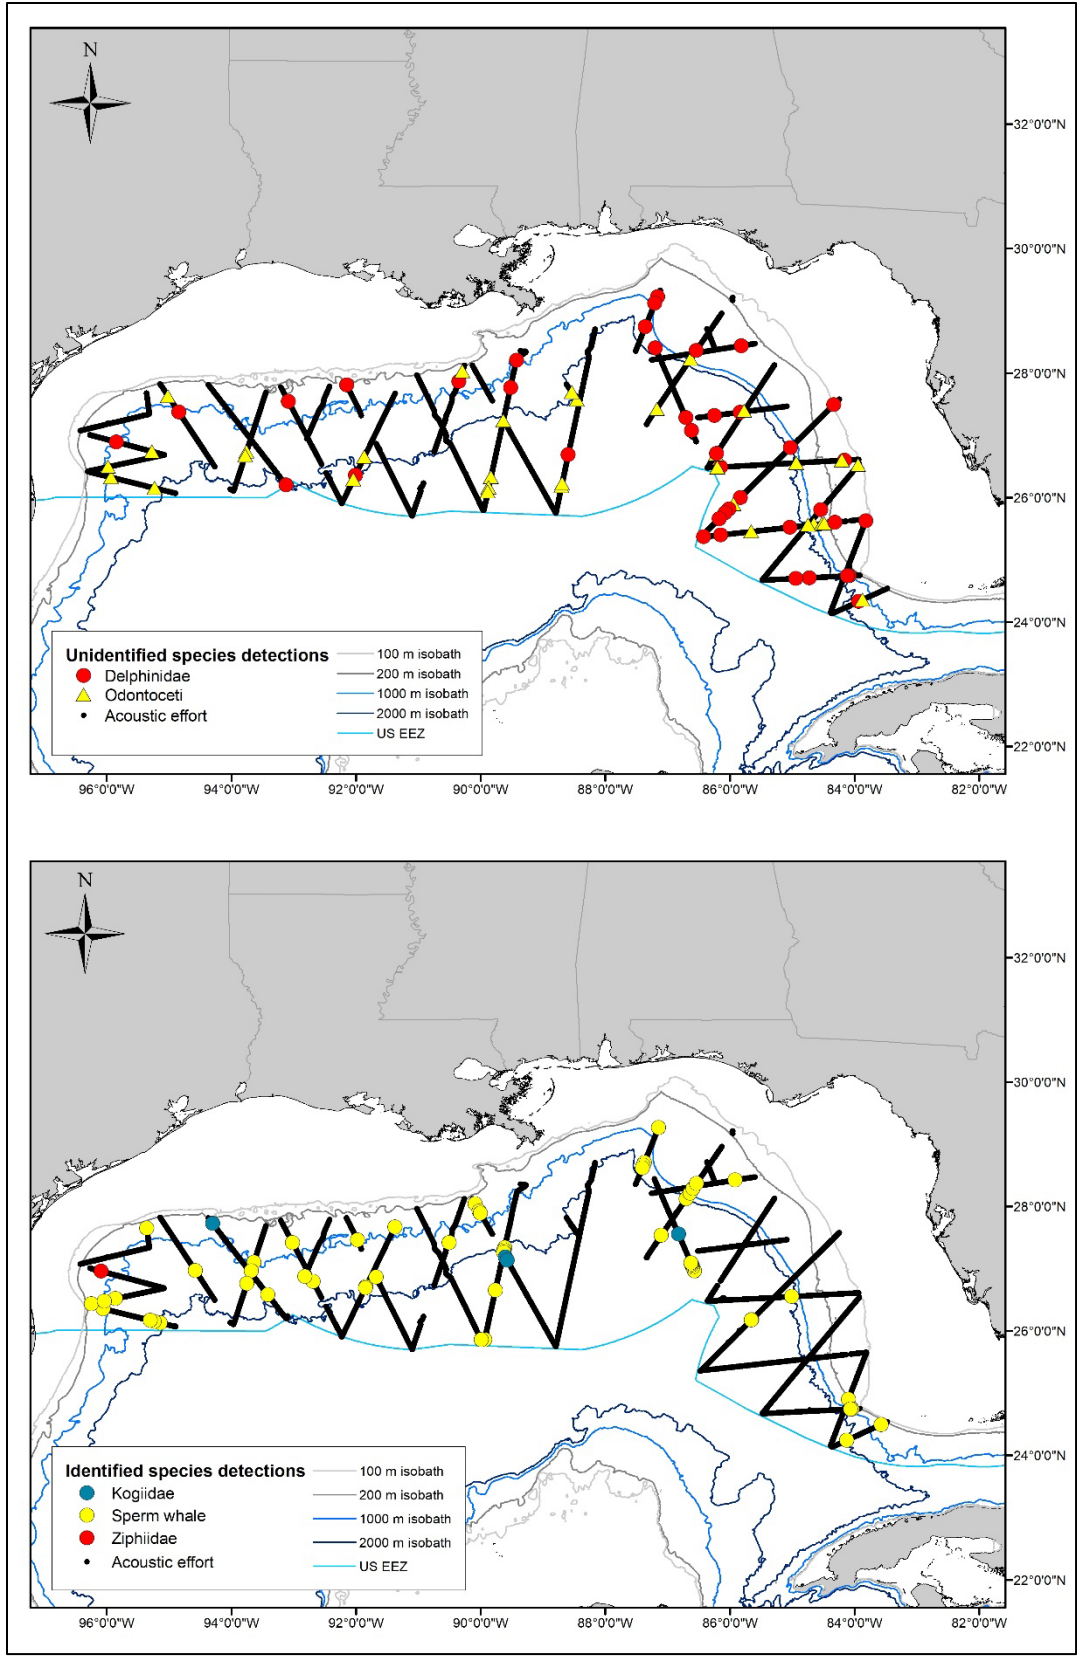 N
32°0'0"N
30°0'0"N
28°0'0"N
26°0'0"N
24°0'0"N
22°0'0"N
Unidentified species detections
Delphinidae
Odontoceti
Acoustic effort
100 m isobath
200 m isobath
1000 m isobath
2000 m isobath
US EEZ
96°0'0"W 94°0'0"W 92°0'0"W 90°0'0"W 88°0'0"W 86°0'0"W 84°0'0"W 82°0'0"W
N
32°0'0"N
30°0'0"N
28°0'0"N
26°0'0"N
24°0'0"N
22°0'0"N
Identified species detections
Kogiidae
Sperm whale
Ziphiidae
Acoustic effort
100 m isobath
200 m isobath
1000 m isobath
2000 m isobath
US EEZ
96°0'0"W 94°0'0"W 92°0'0"W 90°0'0"W 88°0'0"W 86°0'0"W 84°0'0"W 82°0'0"W